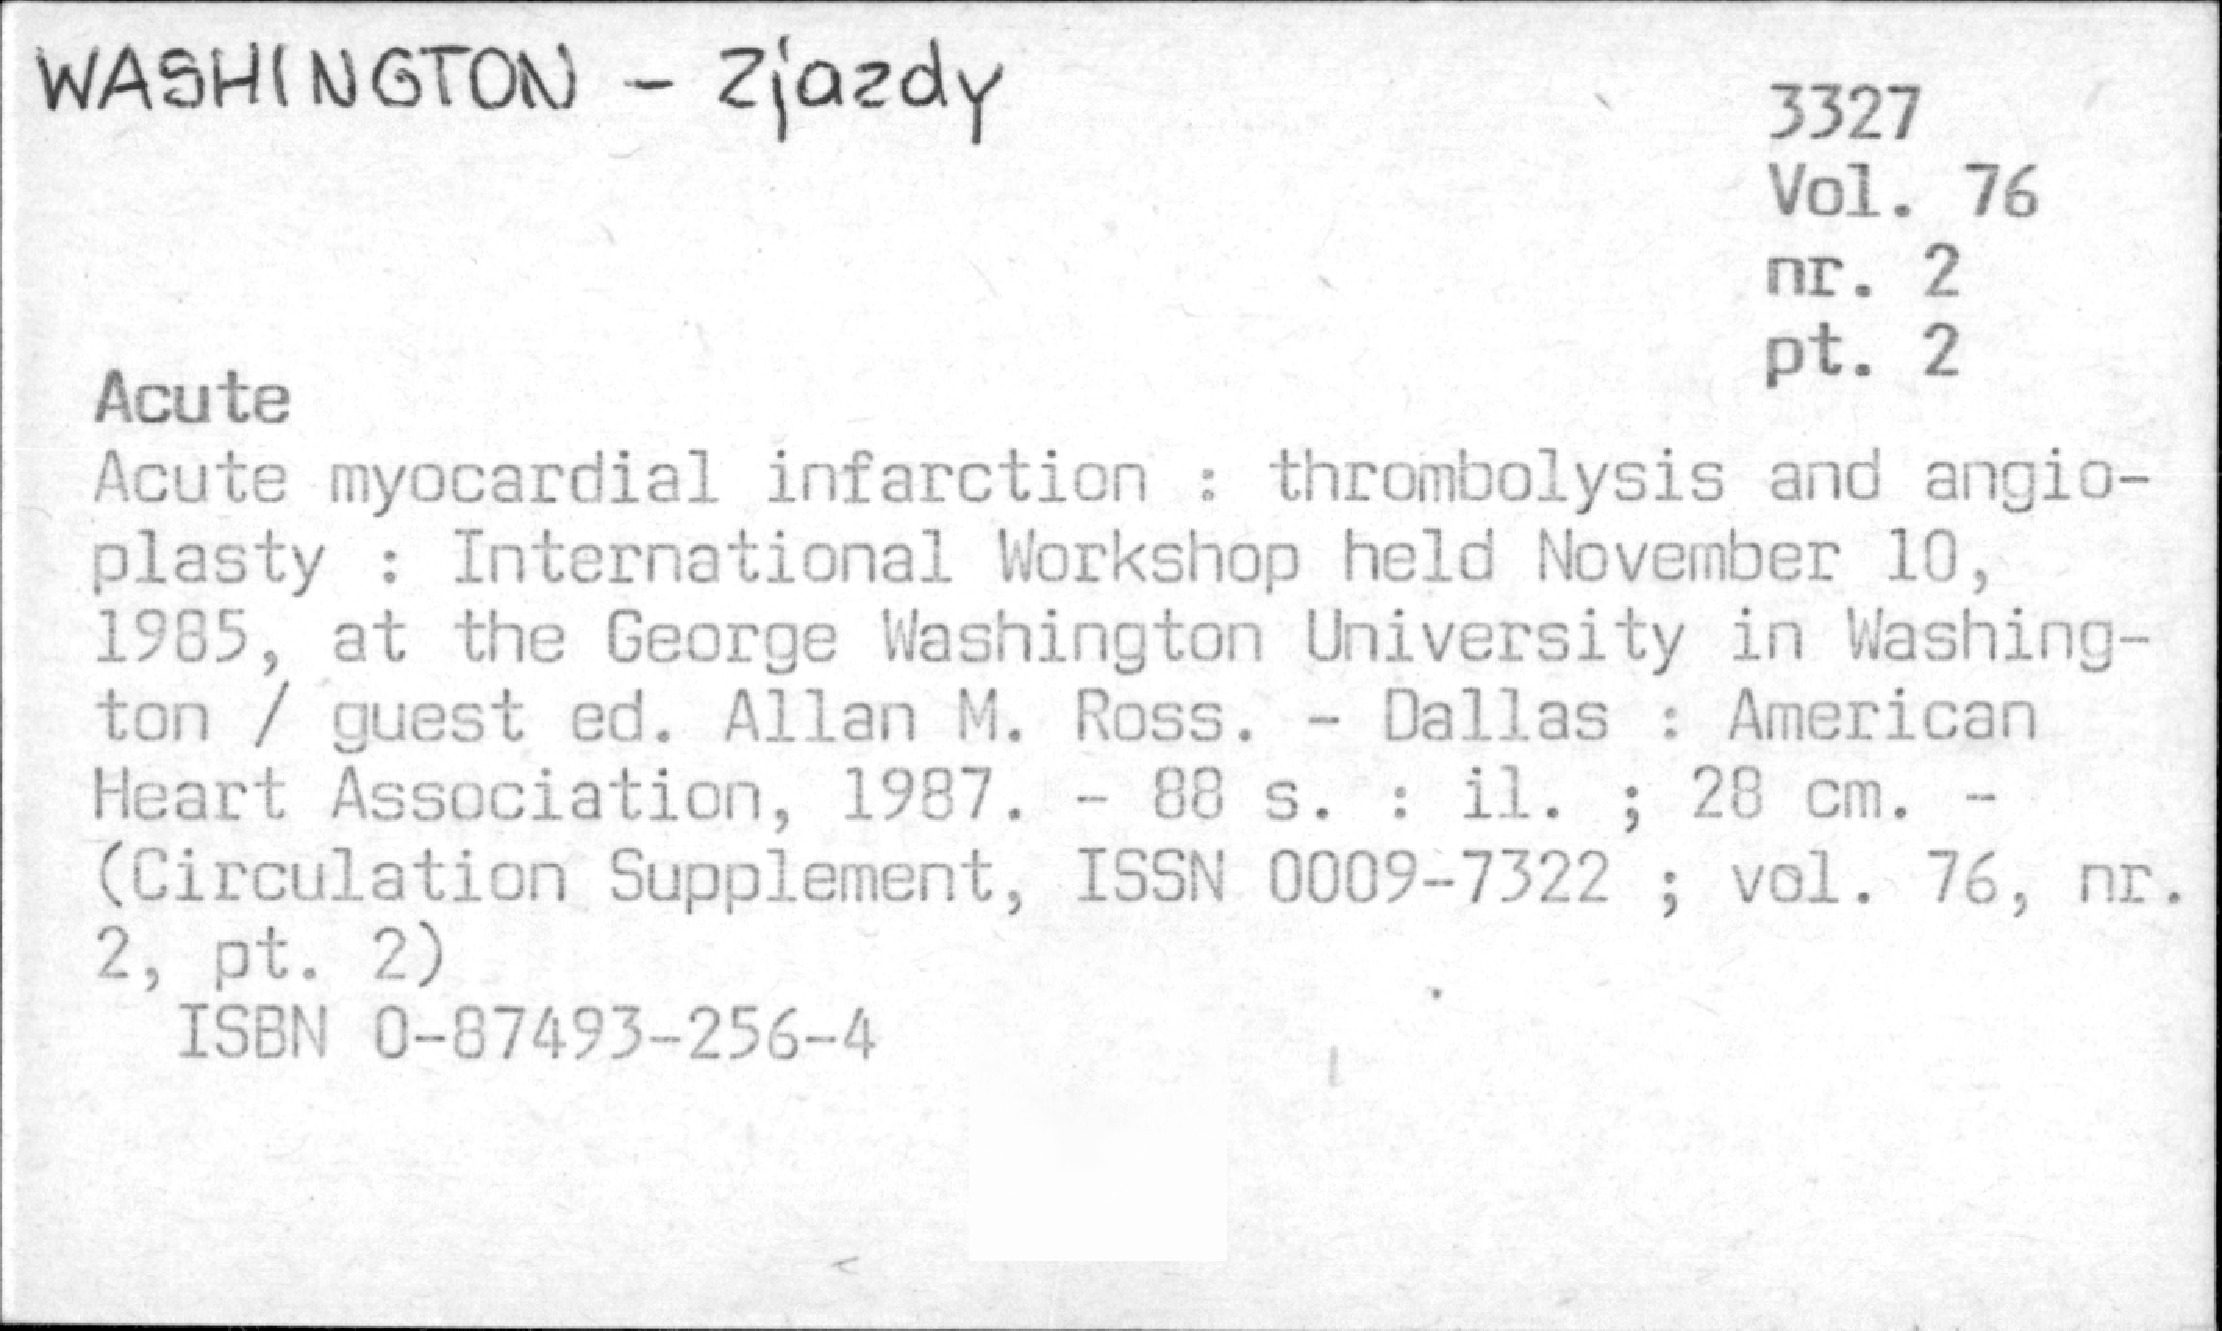 WASHINGTON - Zjazdy
3327
Vol. 76
nr. 2
pt. 2
Acute
Acute myocardial infarction : thrombolysis and angio-
plasty : International Workshop held November 10,
1985, at the George Washington University in Washing-
ton / guest ed. Allan M. Ross. - Dallas : American
Heart Association, 1987. - 88 s. : il. ; 28 cm. -
(Circulation Supplement, ISSN 0009-7322 ; vol. 76, nr.
2, pt. 2)
ISBN 0-87493-256-4